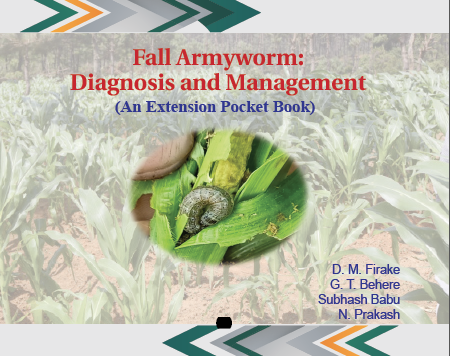 Fall Armyworm:
Diagnosis and Management
(An Extension Pocket Book)
D. M. Firake
G. T. Behere
Subhash Babu
N. Prakash